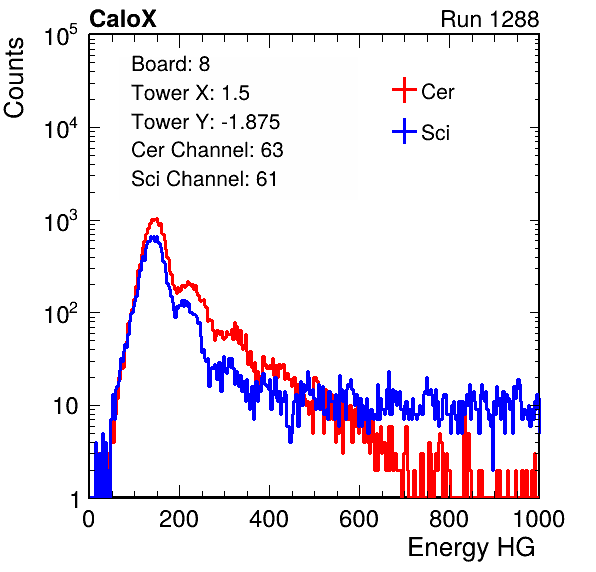 CaloX Run 1288
Counts
10^5
10^4
10^3
10^2
10
1
Board: 8
Tower X: 1.5
Tower Y: -1.875
Cer Channel: 63
Sci Channel: 61
Cer
Sci
0 200 400 600 800 1000
Energy HG